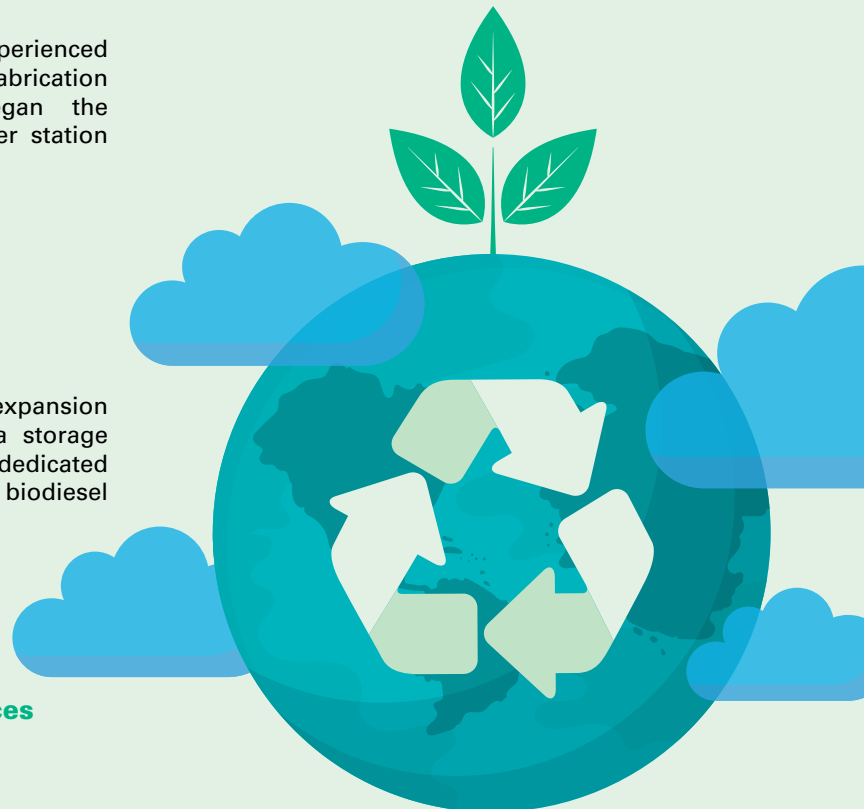 perienced
abrication
gan the
er station
expansion
a storage
dedicated
biodiesel
ces